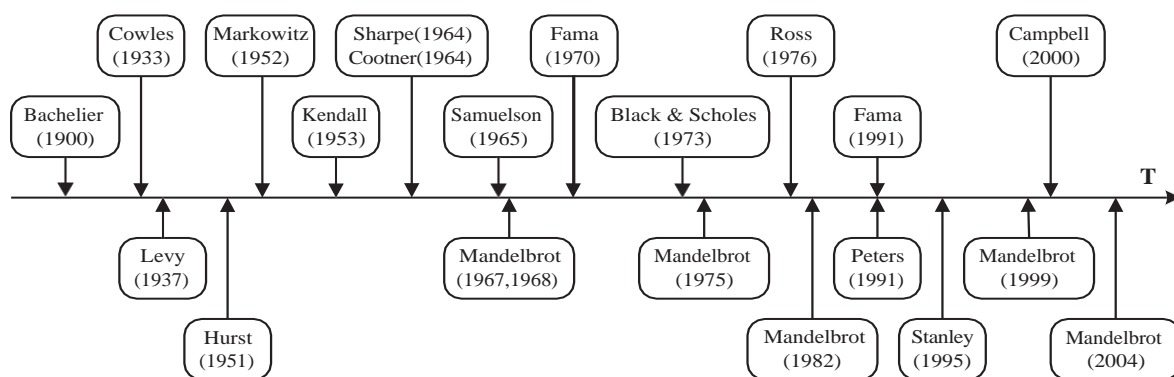 Cowles
(1933)
Markowitz
(1952)
Sharpe(1964)
Cootner(1964)
Fama
(1970)
Ross
(1976)
Campbell
(2000)
Bachelier
(1900)
Kendall
(1953)
Samuelson
(1965)
Black & Scholes
(1973)
Fama
(1991)
T
Levy
(1937)
Mandelbrot
(1967,1968)
Mandelbrot
(1975)
Peters
(1991)
Mandelbrot
(1999)
Hurst
(1951)
Mandelbrot
(1982)
Stanley
(1995)
Mandelbrot
(2004)